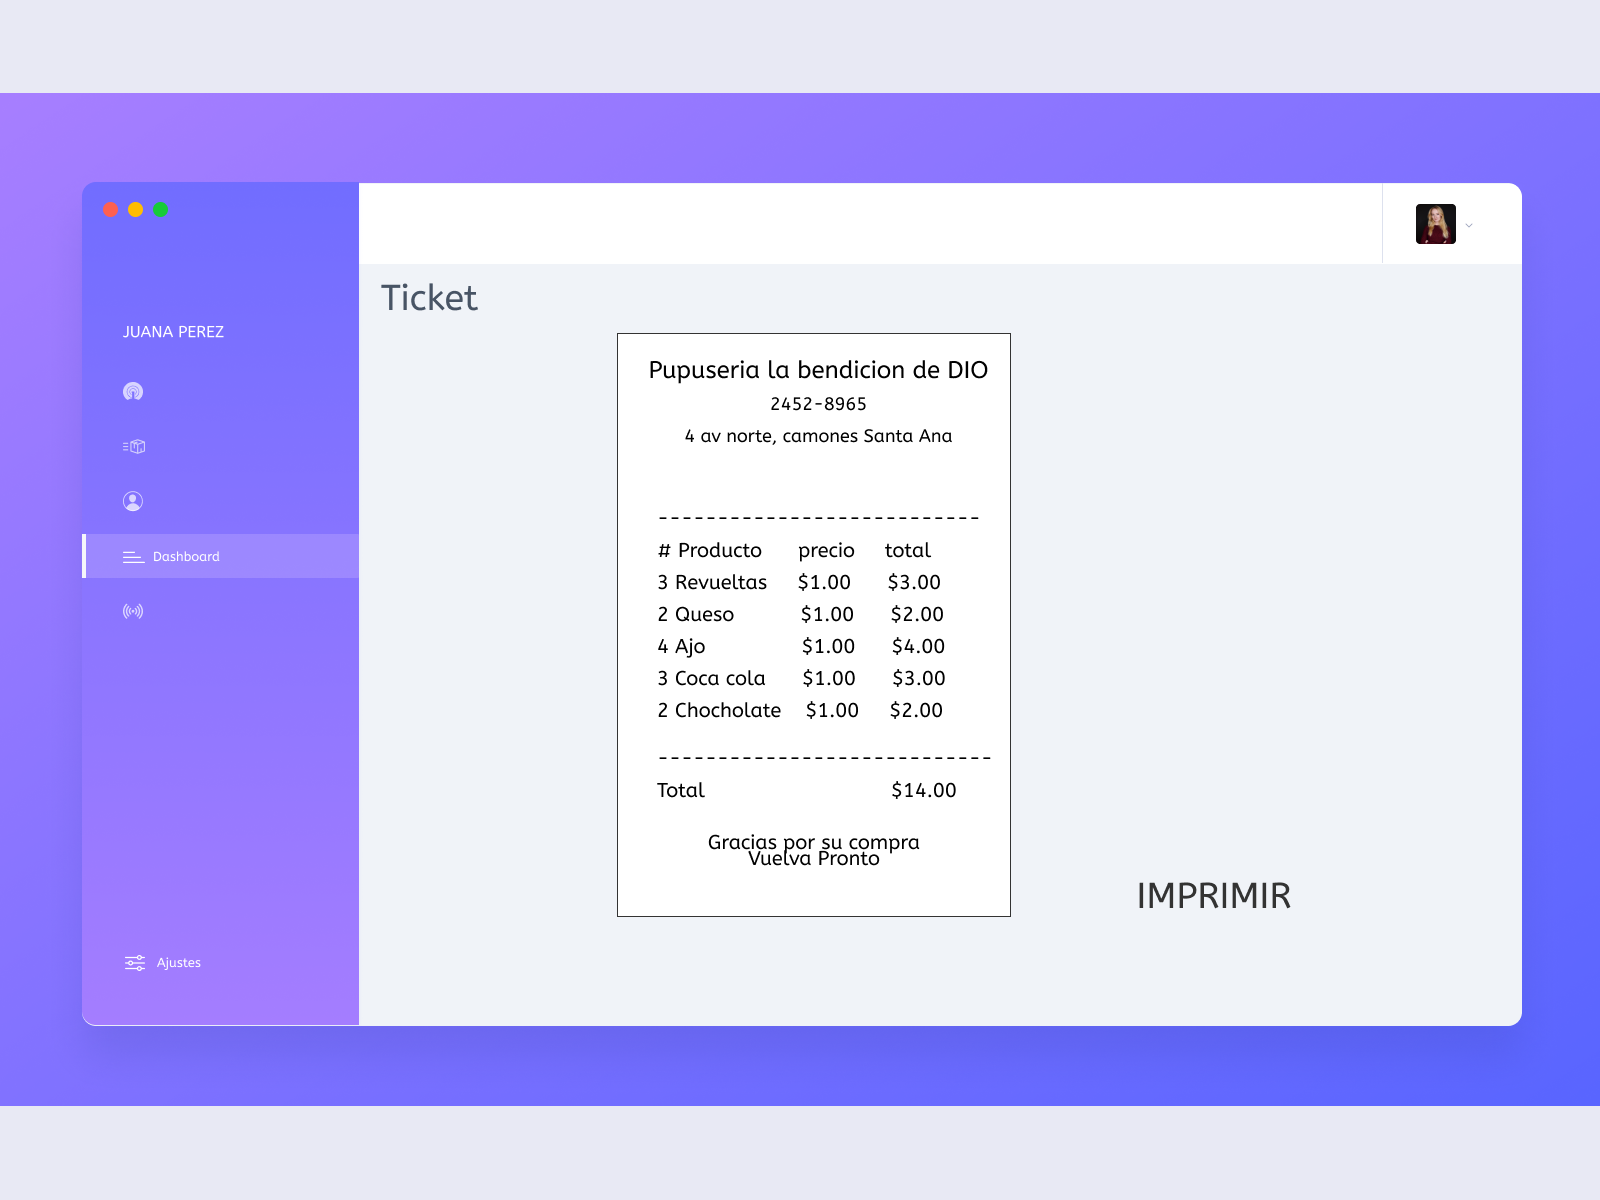 JUANA PEREZ
Dashboard
Ajustes
Ticket
Pupuseria la bendicion de DIO
2452-8965
4 av norte, camones Santa Ana
---------------------------
# Producto precio total
3 Revueltas $1.00 $3.00
2 Queso $1.00 $2.00
4 Ajo $1.00 $4.00
3 Coca cola $1.00 $3.00
2 Chocholate $1.00 $2.00
----------------------------
Total $14.00
Gracias por su compra
Vuelva Pronto
IMPRIMIR